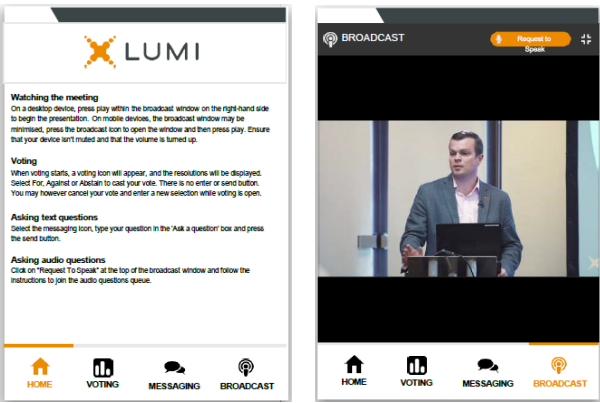 LUMI
Watching the meeting
On a desktop device, press play within the broadcast window on the right-hand side
to begin the presentation. On mobile devices, the broadcast window may be
minimised, press the broadcast icon to open the window and then press play. Ensure
that your device isn't muted and that the volume is turned up.
Voting
When voting starts, a voting icon will appear, and the resolutions will be displayed.
Select For, Against or Abstain to cast your vote. There is no enter or send button.
You may however cancel your vote and enter a new selection while voting is open.
Asking text questions
Select the messaging icon, type your question in the 'Ask a question' box and press
the send button.
Asking audio questions
Click on "Request To Speak" at the top of the broadcast window and follow the
instructions to join the audio questions queue.
HOME VOTING MESSAGING BROADCAST
BROADCAST
Request to
Speak
HOME VOTING MESSAGING BROADCAST